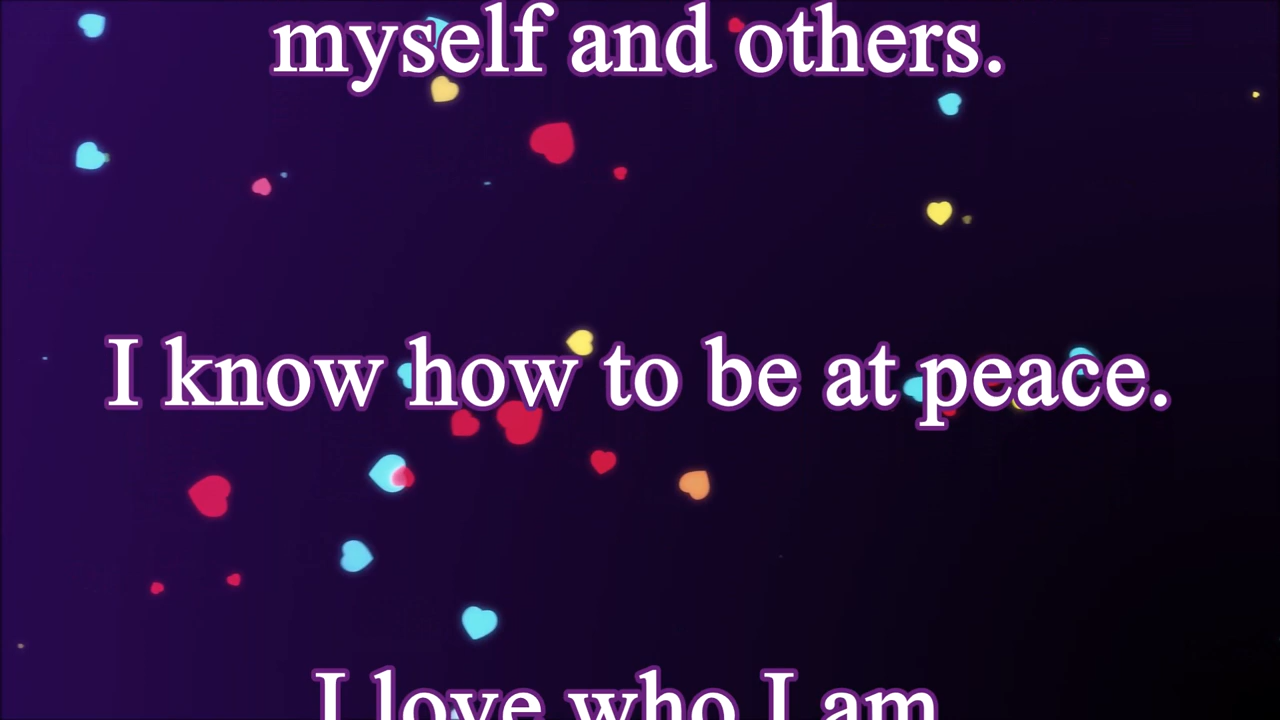 myself and others.
I know how to be at peace.
I love who I am